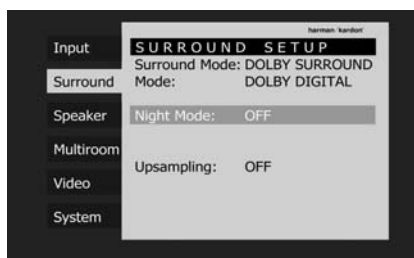 harman/kardon
SURROUND SETUP
Input
Surround Mode: DOLBY SURROUND
Surround
Mode: DOLBY DIGITAL
Speaker
Night Mode: OFF
Multiroom
Upsampling: OFF
Video
System